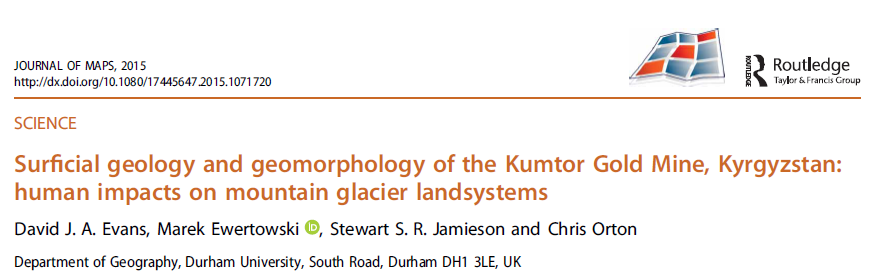 JOURNAL OF MAPS, 2015
http://dx.doi.org/10.1080/17445647.2015.1071720
ROUTLEDGE
Routledge
Taylor & Francis Group
SCIENCE
Surficial geology and geomorphology of the Kumtor Gold Mine, Kyrgyzstan:
human impacts on mountain glacier landsystems
David J. A. Evans, Marek Ewertowski iD, Stewart S. R. Jamieson and Chris Orton
Department of Geography, Durham University, South Road, Durham DH1 3LE, UK